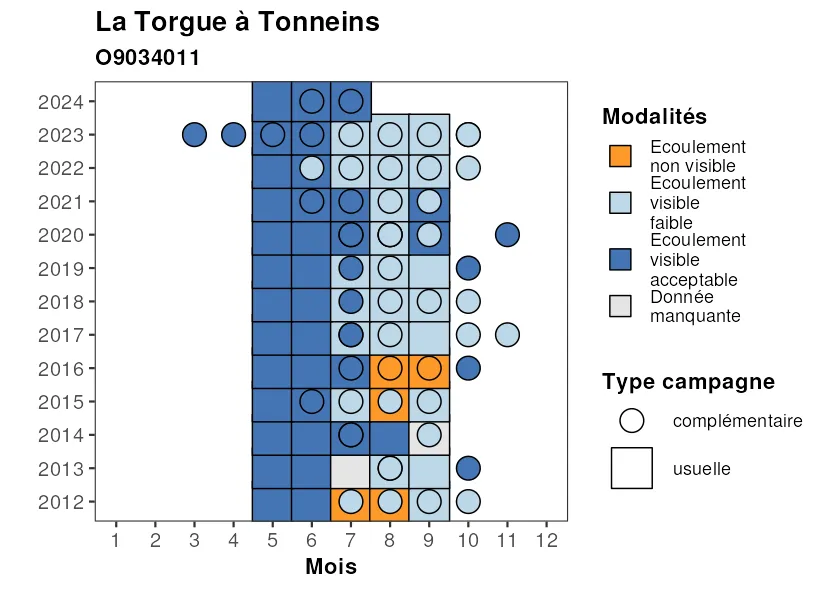 La Torgue à Tonneins
O9034011
2024
2023
2022
2021
2020
2019
2018
2017
2016
2015
2014
2013
2012
1 2 3 4 5 6 7 8 9 10 11 12
Mois
Modalités
Ecoulement
non visible
Ecoulement
visible
faible
Ecoulement
visible
acceptable
Donnée
manquante
Type campagne
complémentaire
usuelle